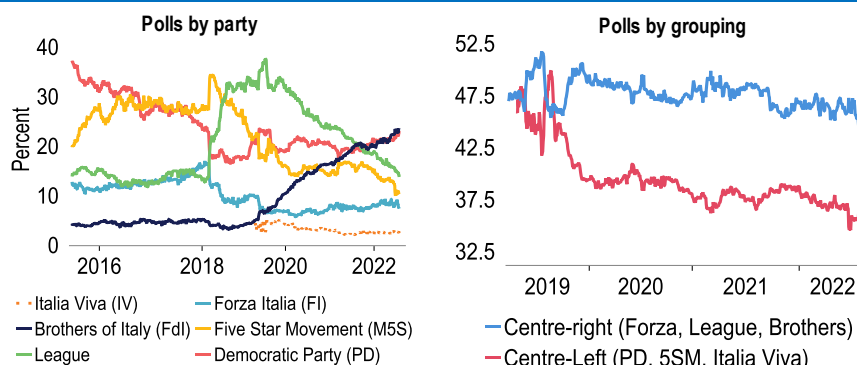 Polls by party
40
30
20
10
0
Percent
2016 2018 2020 2022
Italia Viva (IV) Forza Italia (FI)
Brothers of Italy (FdI) Five Star Movement (M5S)
League Democratic Party (PD)
Polls by grouping
52.5
47.5
42.5
37.5
32.5
2019 2020 2021 2022
Centre-right (Forza, League, Brothers)
Centre-Left (PD, 5SM, Italia Viva)